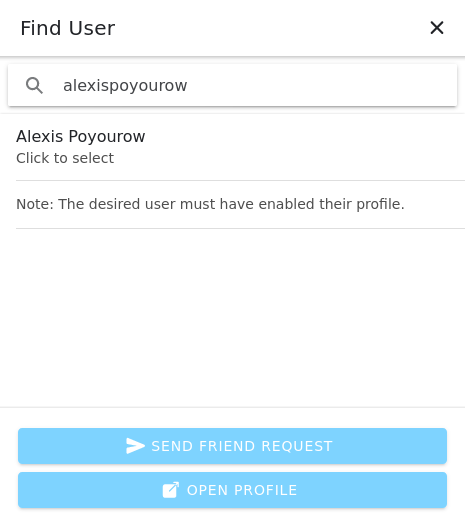 Find User
alexispoyourow
Alexis Poyourow
Click to select
Note: The desired user must have enabled their profile.
SEND FRIEND REQUEST
OPEN PROFILE